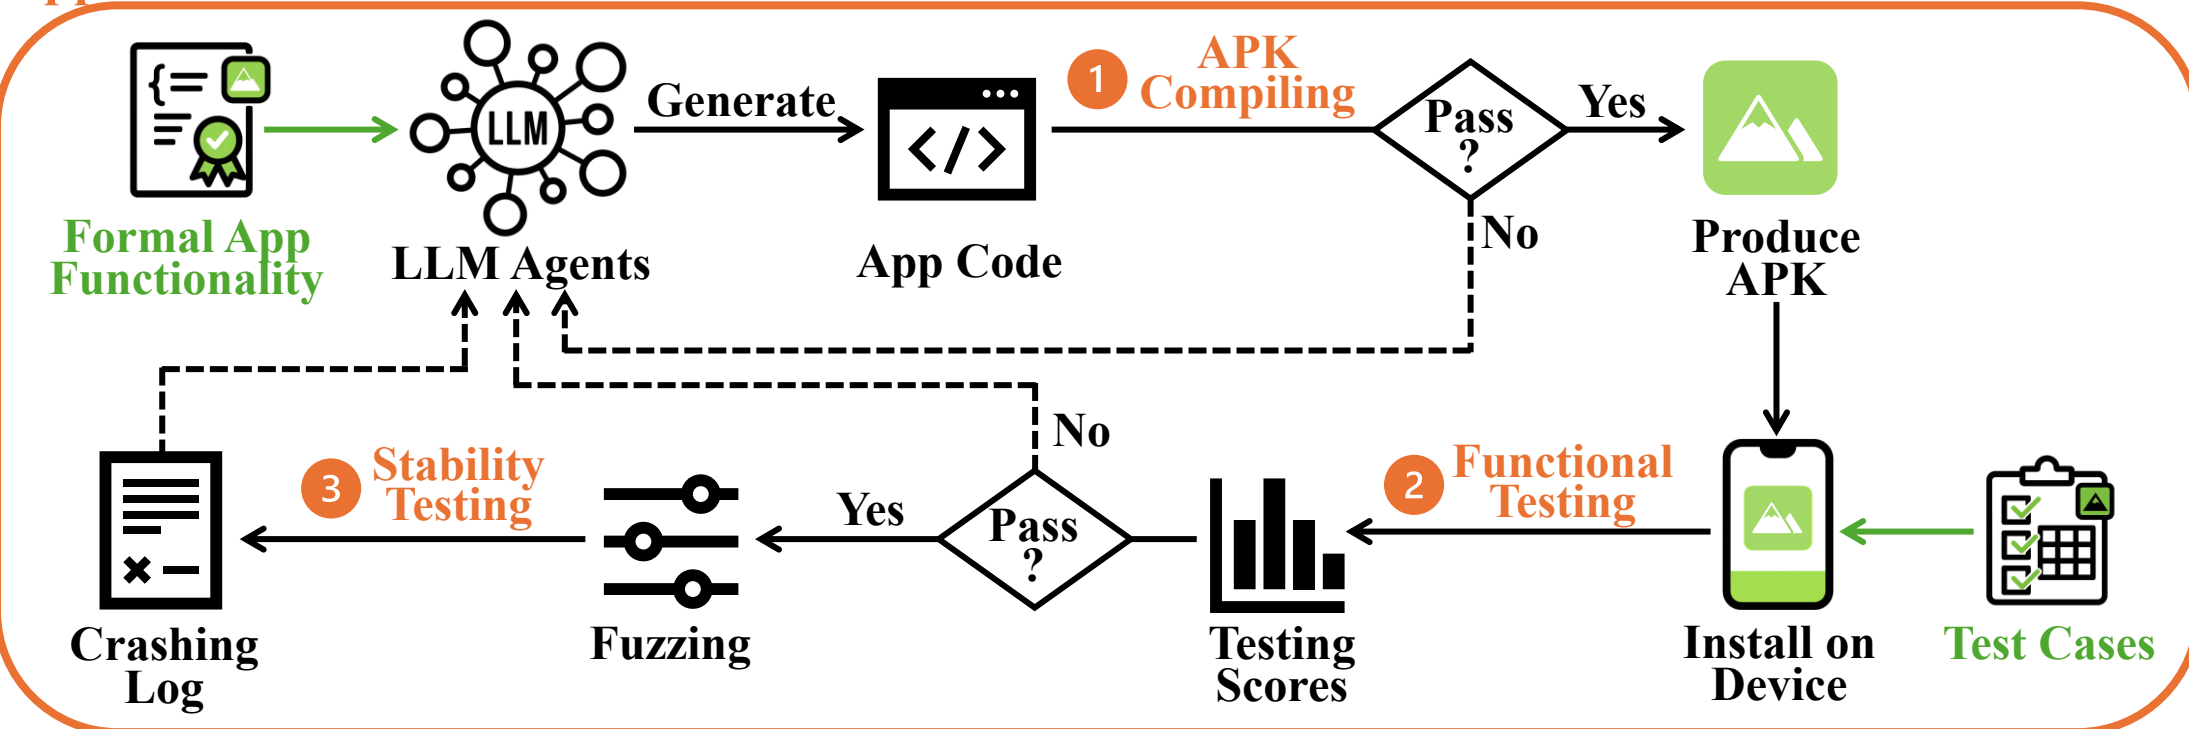 Formal App
Functionality
LLM
LLM Agents
Generate
</>
App Code
1
APK
Compiling
Pass
?
Yes
No
Produce
APK
Install on
Device
Test Cases
2
Functional
Testing
Testing
Scores
Pass
?
No
Yes
Fuzzing
3
Stability
Testing
Crashing
Log